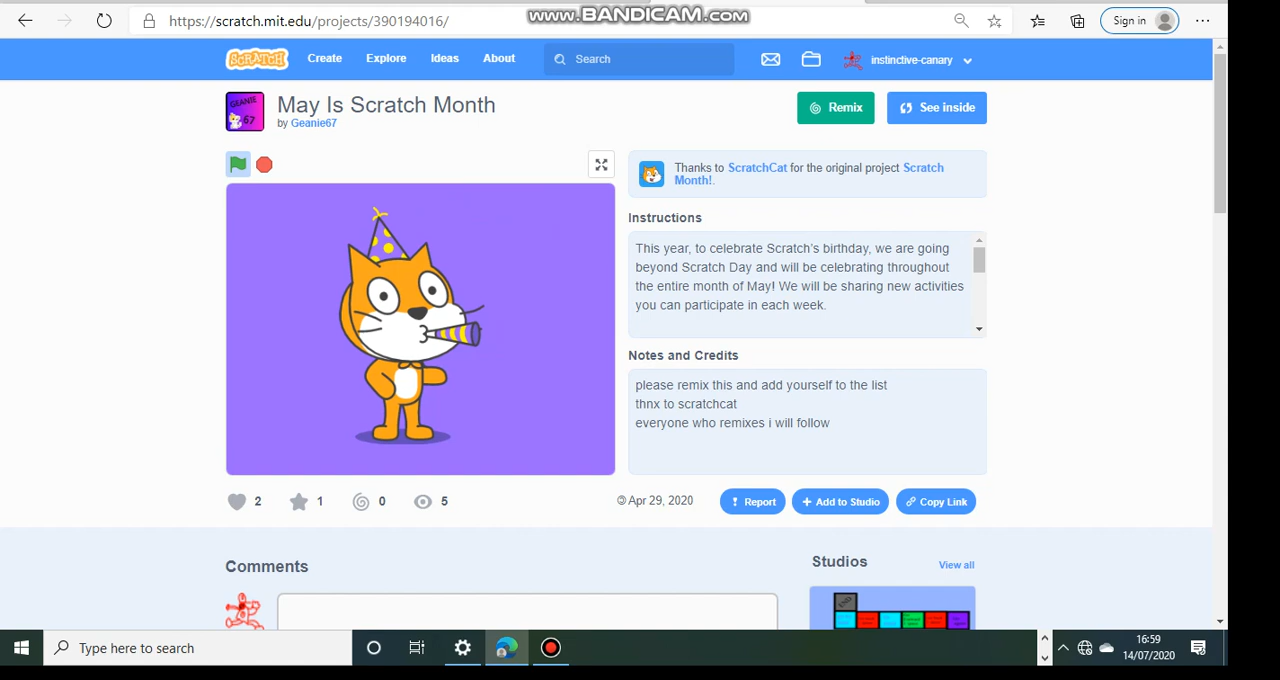 https://scratch.mit.edu/projects/390194016/
www.BANDICAM.com
Sign in
SCRATCH
Create
Explore
Ideas
About
Search
instinctive-canary
GEANIE
67
May Is Scratch Month
by Geanie67
Remix
See inside
Thanks to ScratchCat for the original project Scratch
Month!.
Instructions
This year, to celebrate Scratch's birthday, we are going
beyond Scratch Day and will be celebrating throughout
the entire month of May! We will be sharing new activities
you can participate in each week.
Notes and Credits
please remix this and add yourself to the list
thnx to scratchcat
everyone who remixes i will follow
2
1
0
5
Apr 29, 2020
Report
Add to Studio
Copy Link
Comments
Studios
View all
Type here to search
16:59
14/07/2020